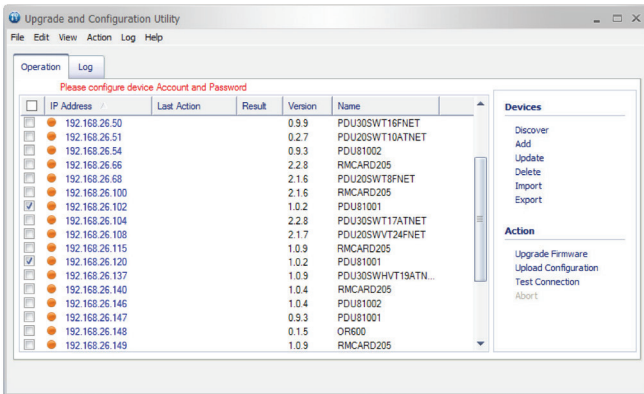 Upgrade and Configuration Utility
File Edit View Action Log Help
Operation Log
Please configure device Account and Password
IP Address Last Action Result Version Name
192.168.26.50 0.9.9 PDU30SWT16FNET
192.168.26.51 0.2.7 PDU20SWT10ATNET
192.168.26.54 0.9.3 PDU81002
192.168.26.66 2.2.8 RMCARD205
192.168.26.68 2.1.6 PDU20SWT8FNET
192.168.26.100 2.1.6 RMCARD205
192.168.26.102 1.0.2 PDU81001
192.168.26.104 2.2.8 PDU30SWT17ATNET
192.168.26.108 2.1.7 PDU20SWVT24FNET
192.168.26.115 1.0.9 RMCARD205
192.168.26.120 1.0.2 PDU81001
192.168.26.137 1.0.9 PDU30SWHVT19ATN...
192.168.26.140 1.0.4 RMCARD205
192.168.26.146 1.0.4 PDU81002
192.168.26.147 0.9.3 PDU81001
192.168.26.148 0.1.5 OR600
192.168.26.149 1.0.9 RMCARD205
Devices
Discover
Add
Update
Delete
Import
Export
Action
Upgrade Firmware
Upload Configuration
Test Connection
Abort